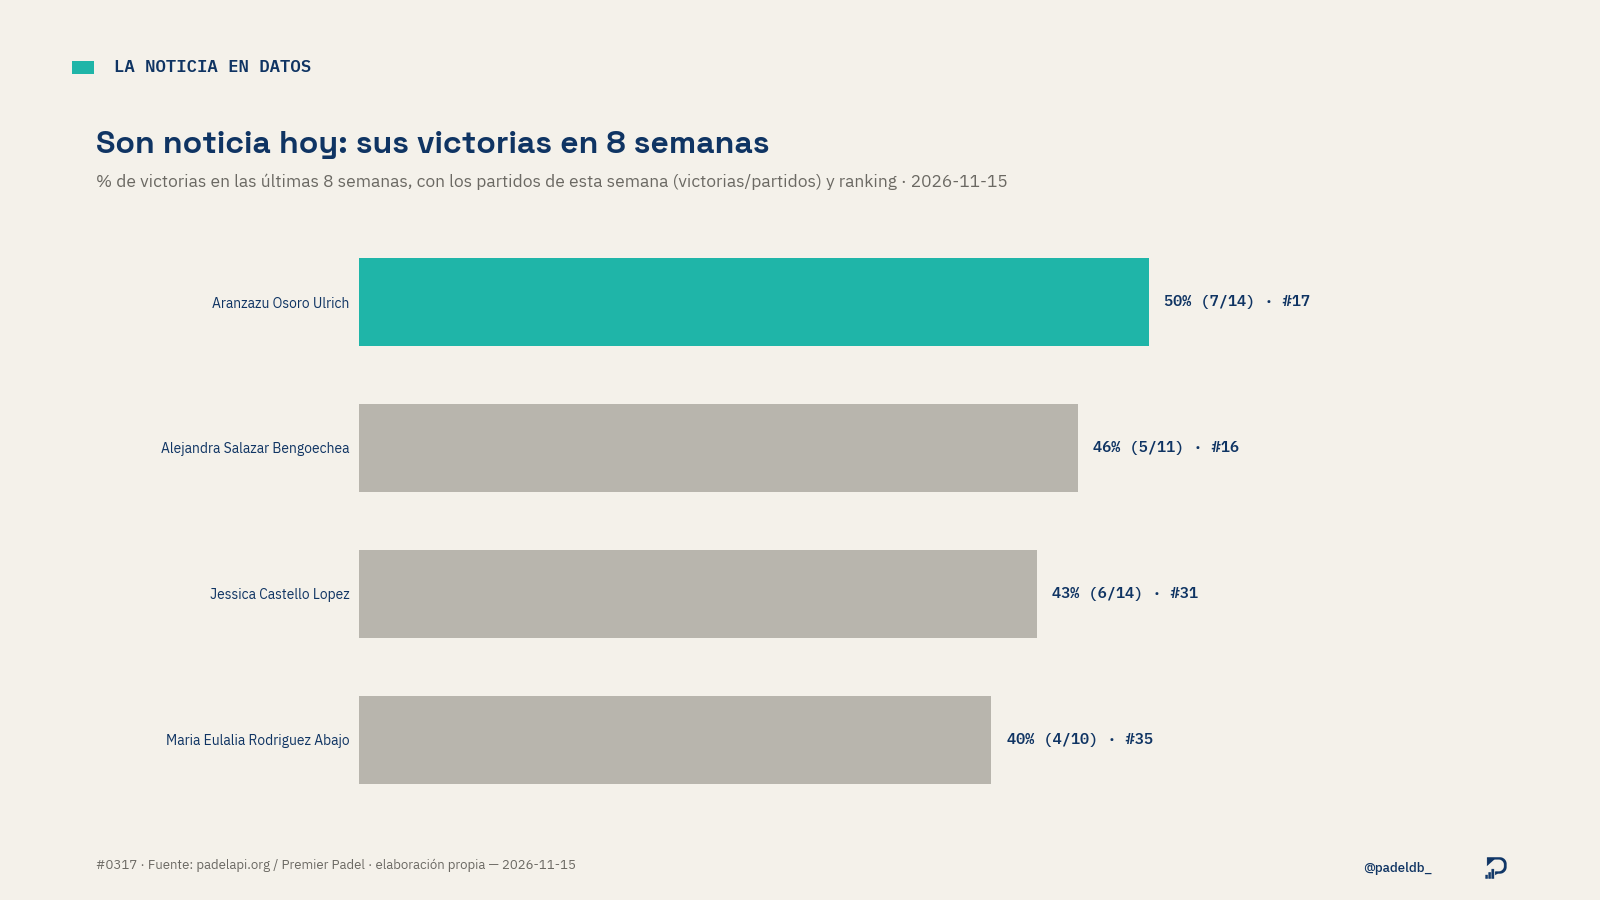 LA NOTICIA EN DATOS
Son noticia hoy: sus victorias en 8 semanas
% de victorias en las últimas 8 semanas, con los partidos de esta semana (victorias/partidos) y ranking · 2026-11-15
Aranzazu Osoro Ulrich 50% (7/14) · #17
Alejandra Salazar Bengoechea 46% (5/11) · #16
Jessica Castello Lopez 43% (6/14) · #31
Maria Eulalia Rodriguez Abajo 40% (4/10) · #35
#0317 · Fuente: padelapi.org / Premier Padel · elaboración propia — 2026-11-15
@padeldb_